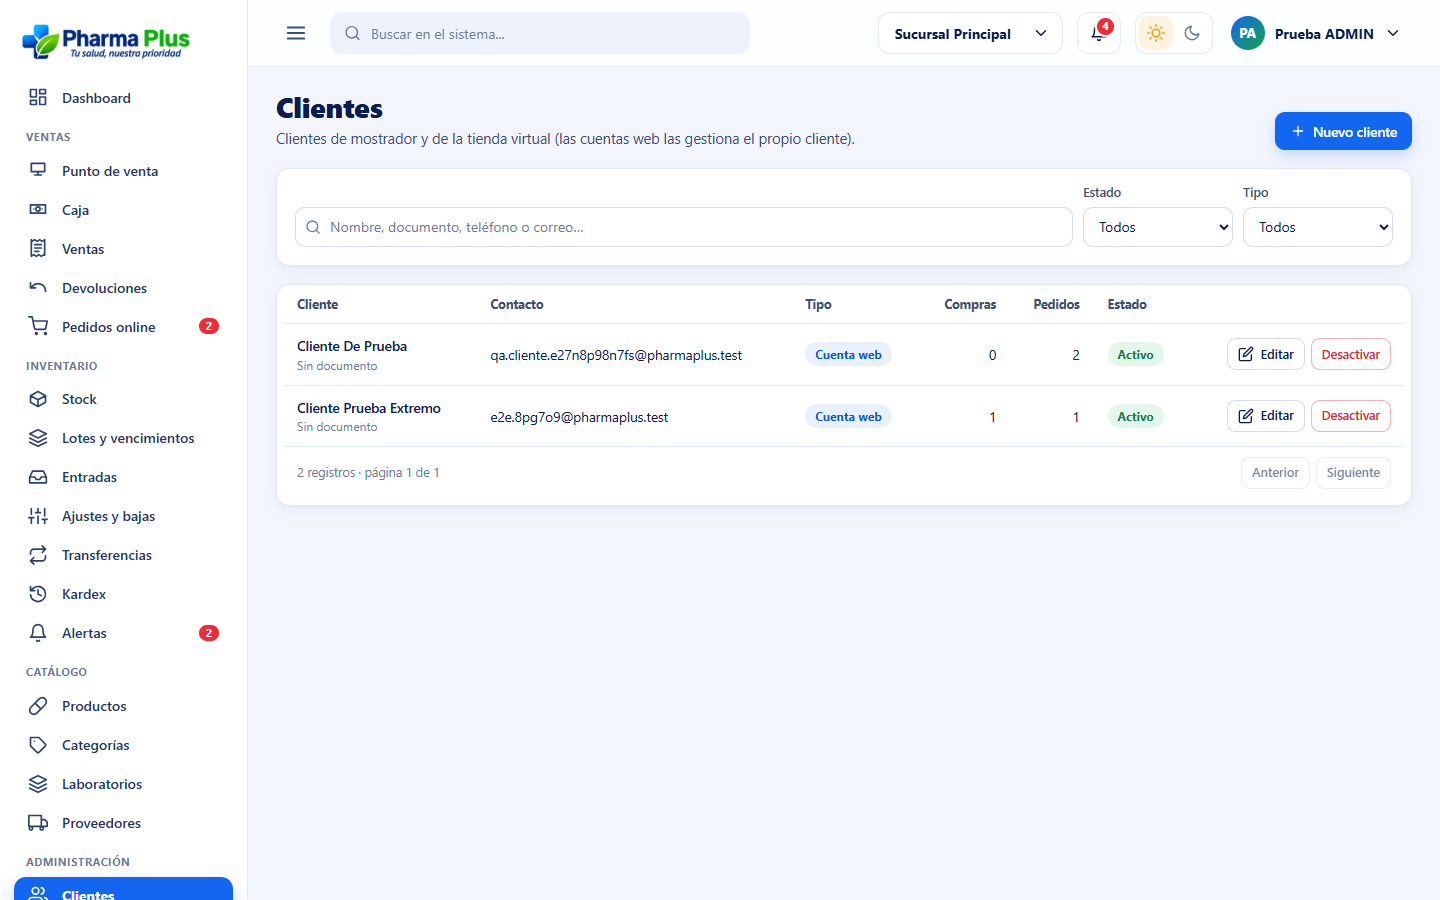 Pharma Plus
Tu salud, nuestra prioridad
Buscar en el sistema...
Sucursal Principal
4
PA
Prueba ADMIN
Dashboard
VENTAS
Punto de venta
Caja
Ventas
Devoluciones
Pedidos online
2
INVENTARIO
Stock
Lotes y vencimientos
Entradas
Ajustes y bajas
Transferencias
Kardex
Alertas
2
CATÁLOGO
Productos
Categorías
Laboratorios
Proveedores
ADMINISTRACIÓN
Clientes
Clientes
Clientes de mostrador y de la tienda virtual (las cuentas web las gestiona el propio cliente).
Nuevo cliente
Estado
Tipo
Nombre, documento, teléfono o correo...
Todos
Todos
Cliente Contacto Tipo Compras Pedidos Estado
Cliente De Prueba
Sin documento
qa.cliente.e27n8p98n7fs@pharmaplus.test Cuenta web 0 2 Activo Editar Desactivar
Cliente Prueba Extremo
Sin documento
e2e.8pg7o9@pharmaplus.test Cuenta web 1 1 Activo Editar Desactivar
2 registros · página 1 de 1
Anterior Siguiente